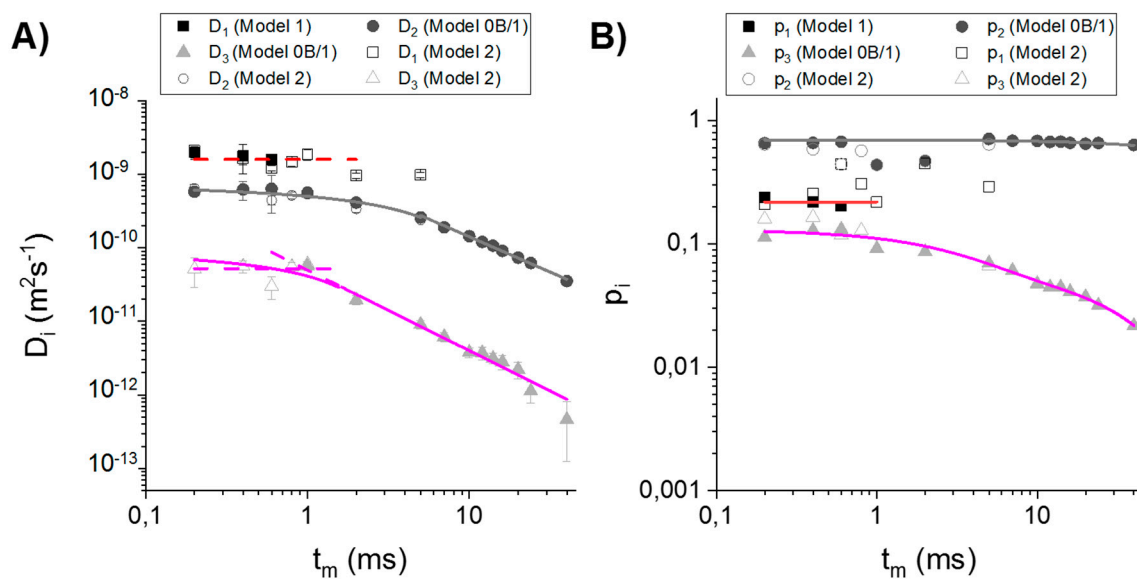 A)
D₁ (Model 1) D₂ (Model 0B/1)
D₃ (Model 0B/1) D₁ (Model 2)
D₂ (Model 2) D₃ (Model 2)
10⁻⁸
10⁻⁹
10⁻¹⁰
10⁻¹¹
10⁻¹²
10⁻¹³
Dᵢ (m²s⁻¹)
0,1 1 10
tₘ (ms)
B)
p₁ (Model 1) p₂ (Model 0B/1)
p₃ (Model 0B/1) p₁ (Model 2)
p₂ (Model 2) p₃ (Model 2)
1
0,1
0,01
0,001
pᵢ
0,1 1 10
tₘ (ms)